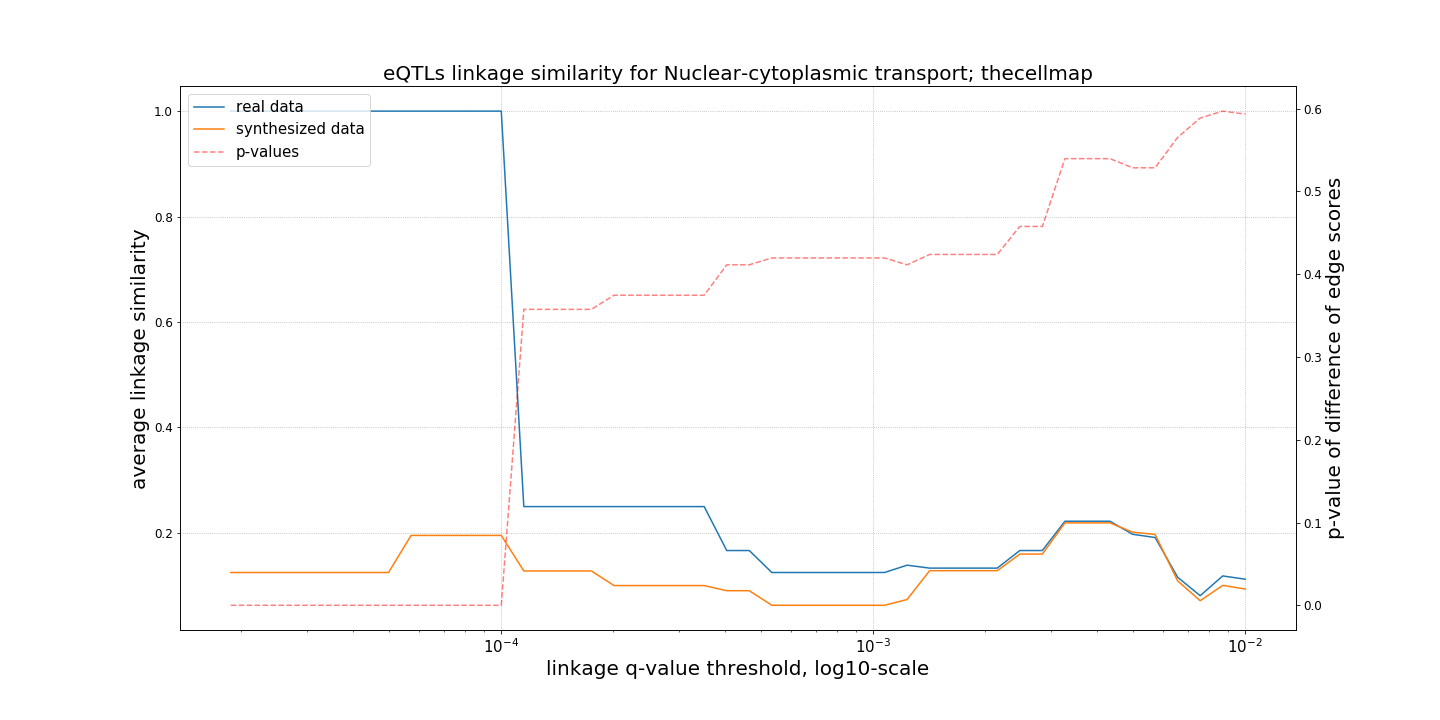 eQTLs linkage similarity for Nuclear-cytoplasmic transport; thecellmap
real data
synthesized data
p-values
1.0
0.8
0.6
0.4
0.2
average linkage similarity
0.6
0.5
0.4
0.3
0.2
0.1
0.0
p-value of difference of edge scores
10⁻⁴ 10⁻³ 10⁻²
linkage q-value threshold, log10-scale